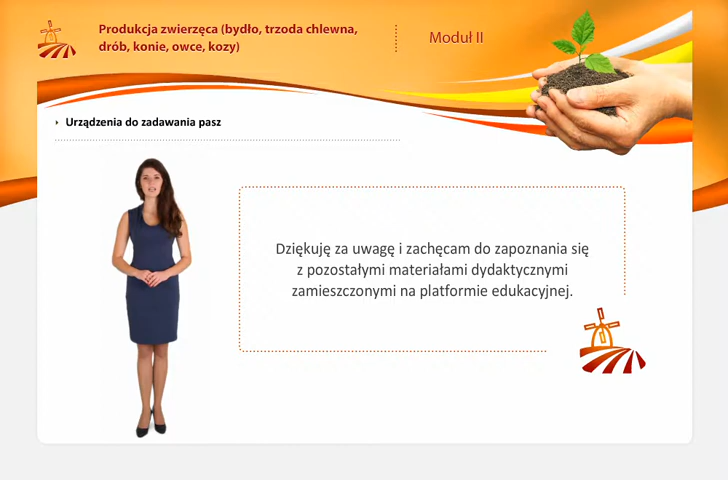 Produkcja zwierzęca (bydło, trzoda chlewna,
drób, konie, owce, kozy)
Moduł II
Urządzenia do zadawania pasz
Dziękuję za uwagę i zachęcam do zapoznania się
z pozostałymi materiałami dydaktycznymi
zamieszczonymi na platformie edukacyjnej.